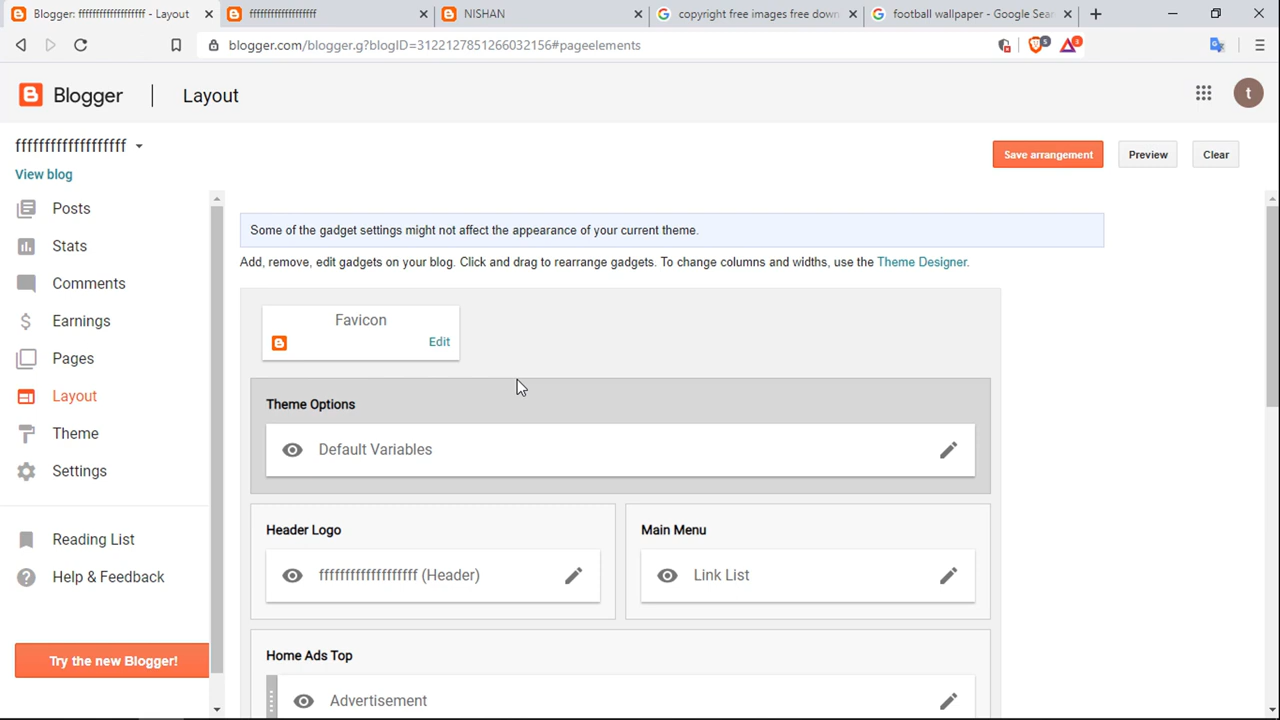 Blogger: fffffffffffffffffff - Layout
fffffffffffffffffff
NISHAN
copyright free images free down
football wallpaper - Google Sear
blogger.com/blogger.g?blogID=3122127851266032156#pageelements
5
3
Blogger
Layout
t
fffffffffffffffffff
Save arrangement
Preview
Clear
View blog
Posts
Stats
Comments
Earnings
Pages
Layout
Theme
Settings
Reading List
Help & Feedback
Try the new Blogger!
Some of the gadget settings might not affect the appearance of your current theme.
Add, remove, edit gadgets on your blog. Click and drag to rearrange gadgets. To change columns and widths, use the Theme Designer.
Favicon
Edit
Theme Options
Default Variables
Header Logo
fffffffffffffffffff (Header)
Main Menu
Link List
Home Ads Top
Advertisement